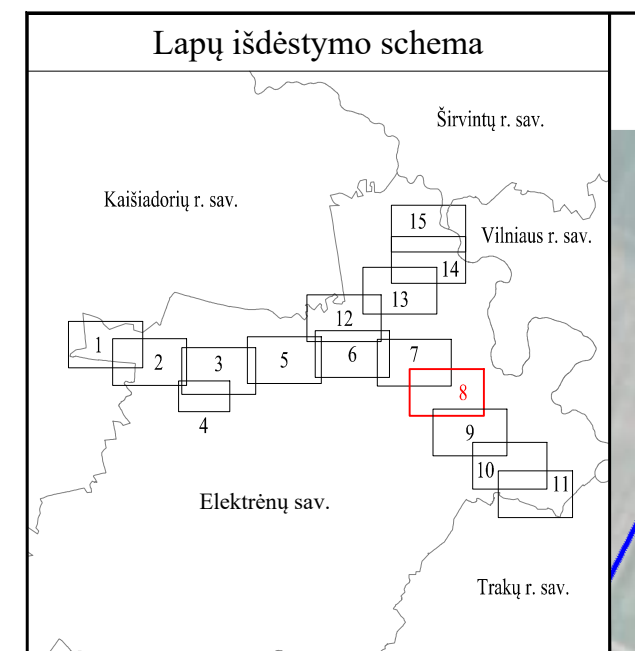 Lapų išdėstymo schema
Širvintų r. sav.
Kaišiadorių r. sav.
15
Vilniaus r. sav.
14
13
12
1
2
3
5
6
7
8
4
9
10
11
Elektrėnų sav.
Trakų r. sav.